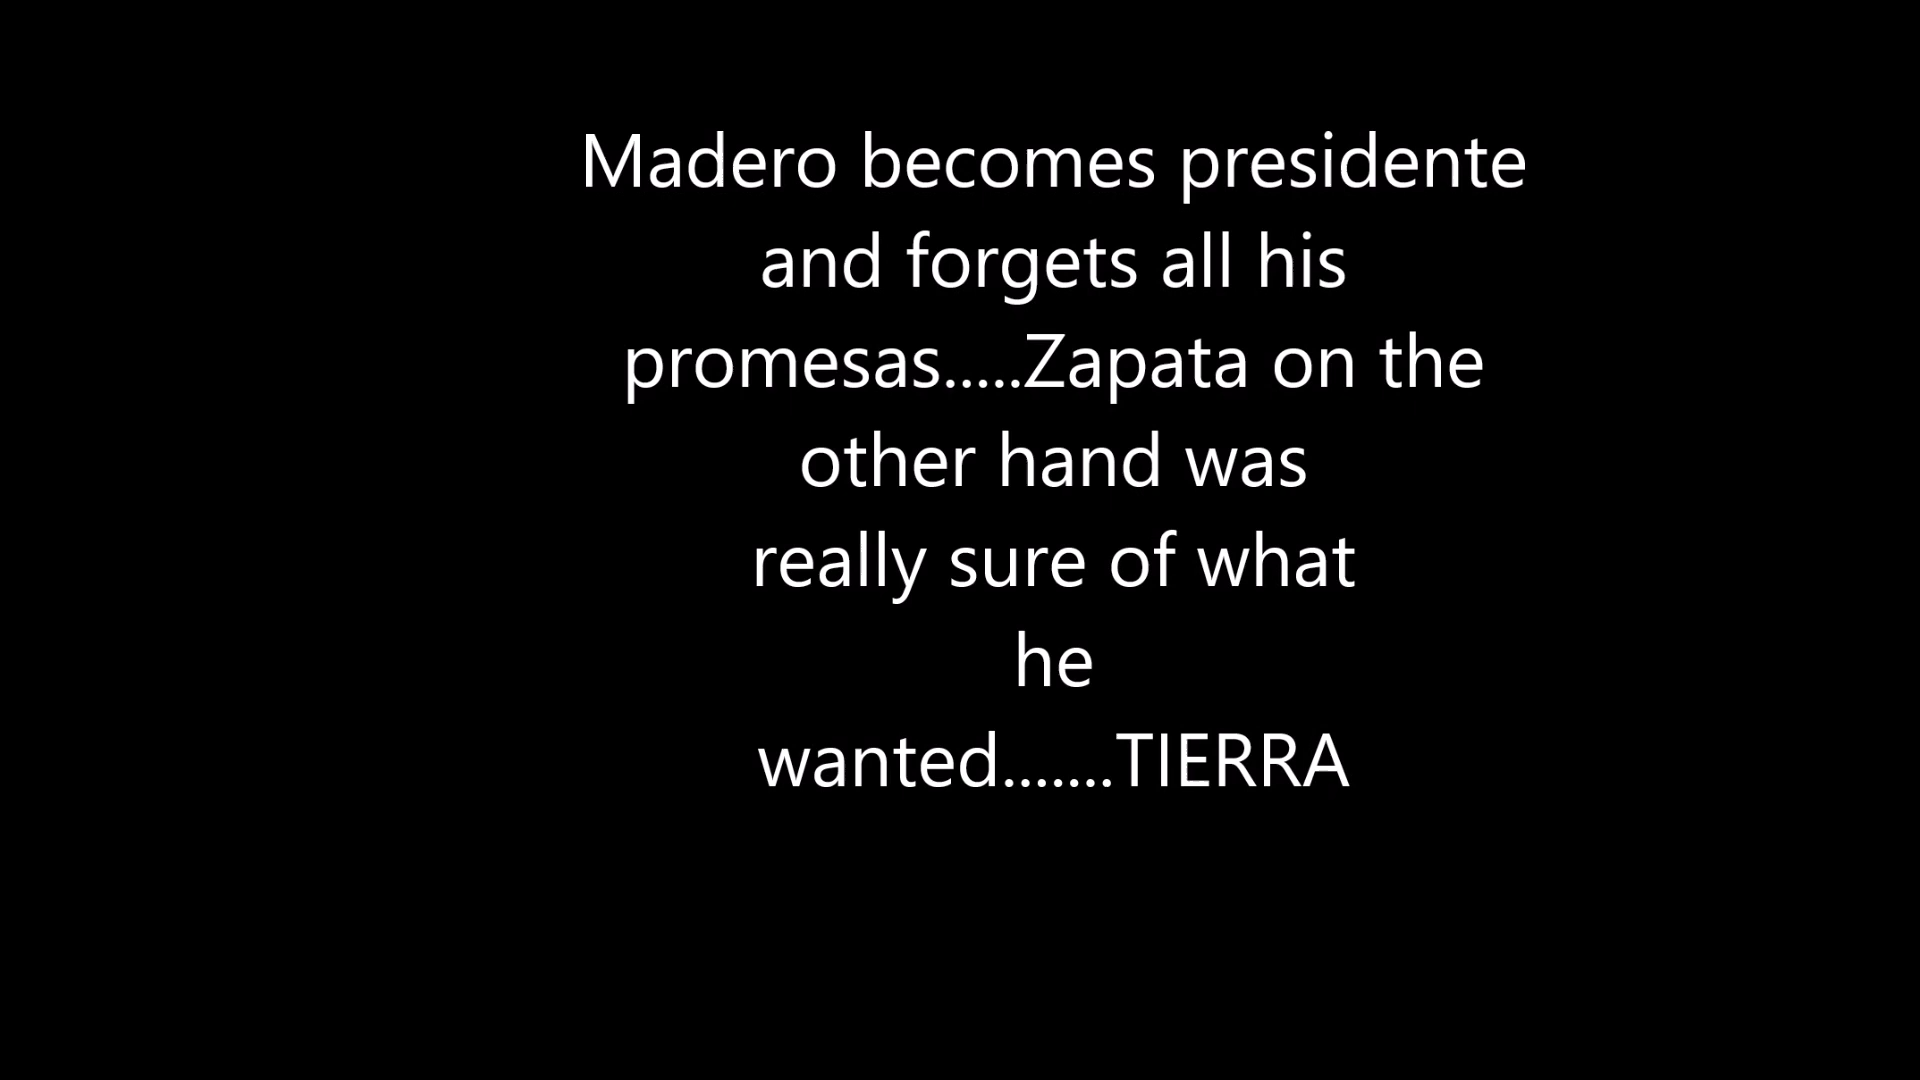 Madero becomes presidente
and forgets all his
promesas.....Zapata on the
other hand was
really sure of what
he
wanted.......TIERRA